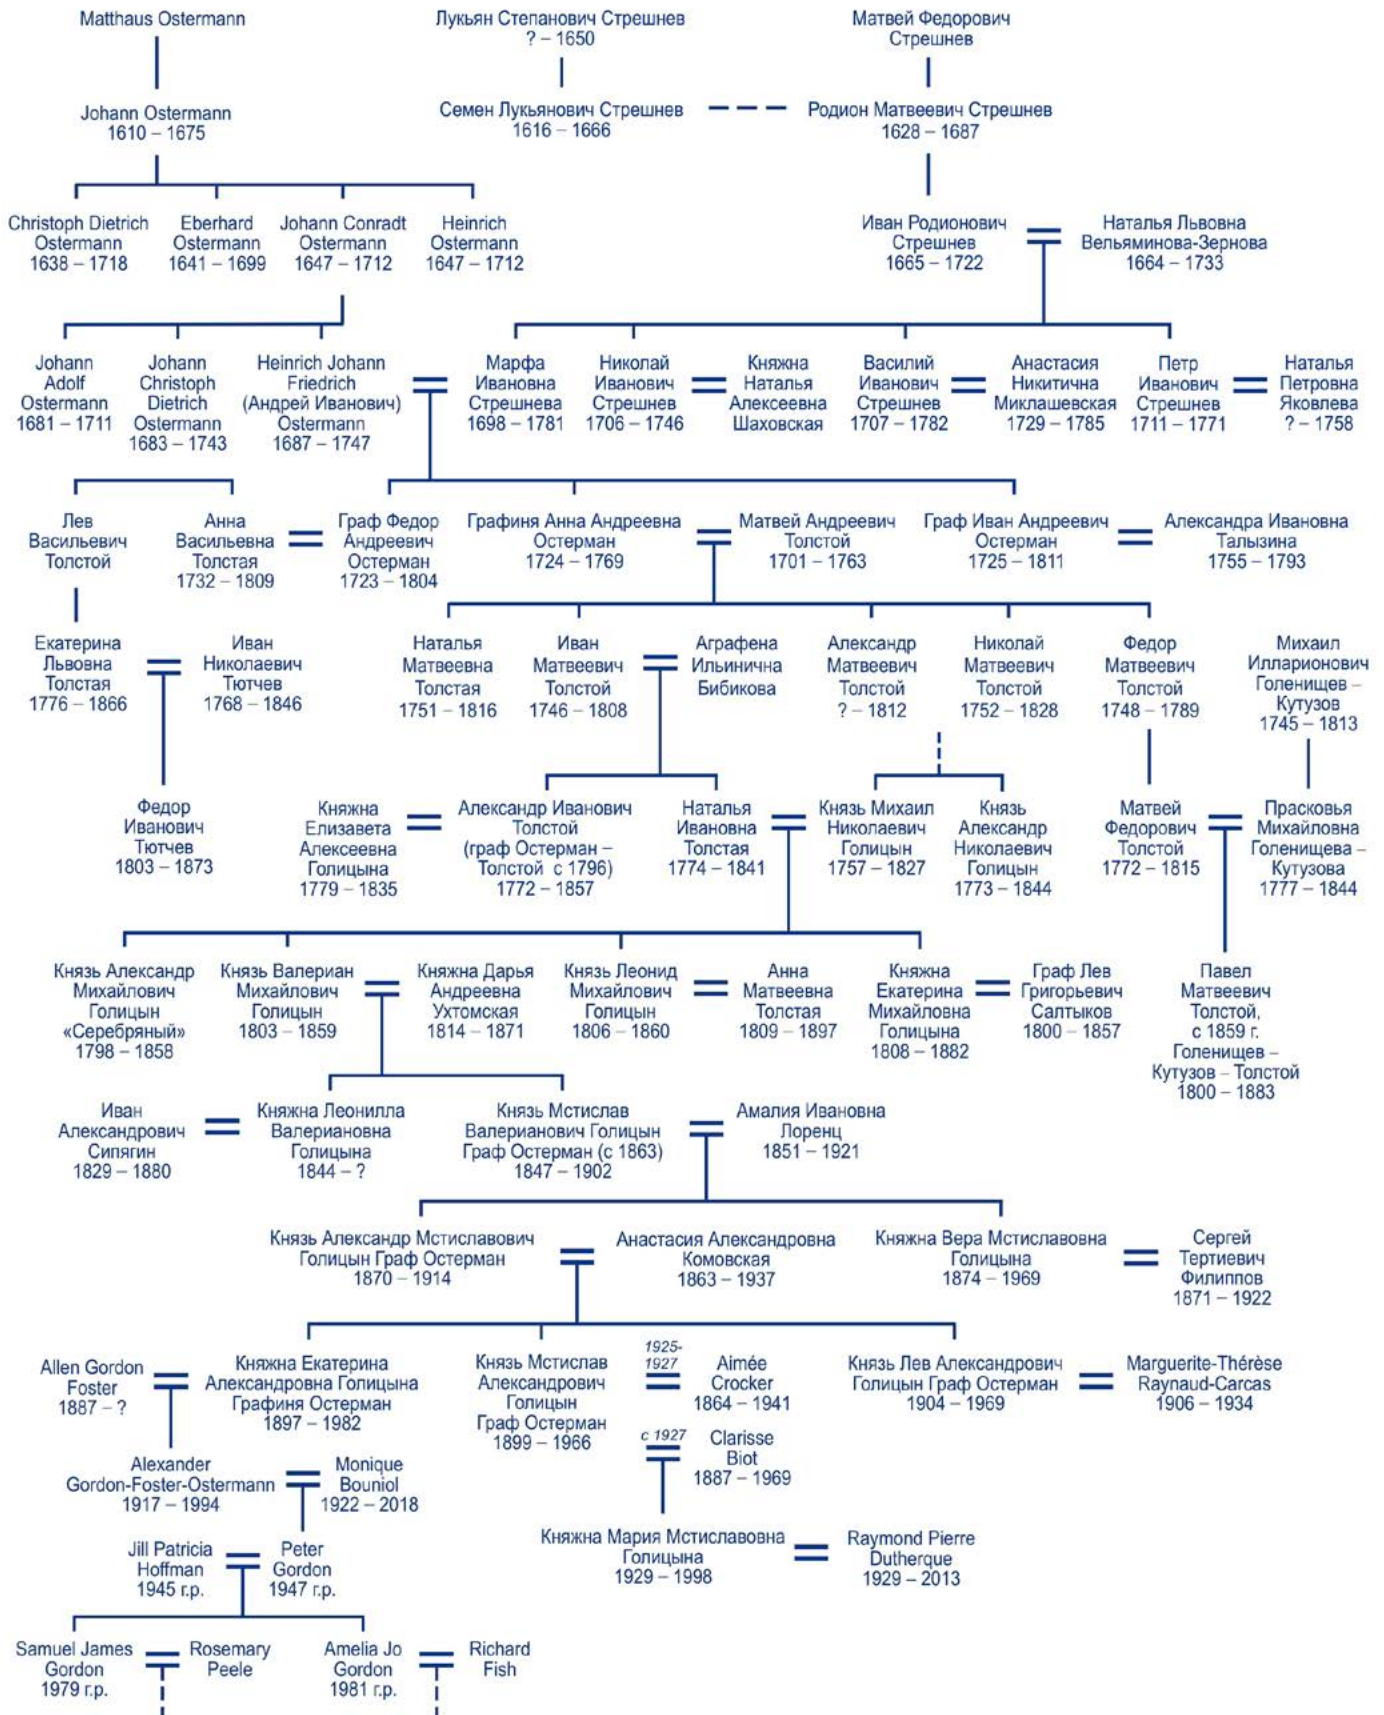 Matthaus Ostermann
Лукьян Степанович Стрешнев
? – 1650
Матвей Федорович
Стрешнев
Johann Ostermann
1610 – 1675
Семен Лукьянович Стрешнев
1616 – 1666
Родион Матвеевич Стрешнев
1628 – 1687
Christoph Dietrich
Ostermann
1638 – 1718
Eberhard
Ostermann
1641 – 1699
Johann Conradt
Ostermann
1647 – 1712
Heinrich
Ostermann
1647 – 1712
Иван Родионович
Стрешнев
1665 – 1722
Наталья Львовна
Вельяминова-Зернова
1664 – 1733
Johann
Adolf
Ostermann
1681 – 1711
Johann
Christoph
Dietrich
Ostermann
1683 – 1743
Heinrich Johann
Friedrich
(Андрей Иванович)
Ostermann
1687 – 1747
Марфа
Ивановна
Стрешнева
1698 – 1781
Николай
Иванович
Стрешнев
1706 – 1746
Княжна
Наталья
Алексеевна
Шаховская
Василий
Иванович
Стрешнев
1707 – 1782
Анастасия
Никитична
Миклашевская
1729 – 1785
Петр
Иванович
Стрешнев
1711 – 1771
Наталья
Петровна
Яковлева
? – 1758
Лев
Васильевич
Толстой
Анна
Васильевна
Толстая
1732 – 1809
Граф Федор
Андреевич
Остерман
1723 – 1804
Графиня Анна Андреевна
Остерман
1724 – 1769
Матвей Андреевич
Толстой
1701 – 1763
Граф Иван Андреевич
Остерман
1725 – 1811
Александра Ивановна
Талызина
1755 – 1793
Екатерина
Львовна
Толстая
1776 – 1866
Иван
Николаевич
Тютчев
1768 – 1846
Наталья
Матвеевна
Толстая
1751 – 1816
Иван
Матвеевич
Толстой
1746 – 1808
Аграфена
Ильинична
Бибикова
Александр
Матвеевич
Толстой
? – 1812
Николай
Матвеевич
Толстой
1752 – 1828
Федор
Матвеевич
Толстой
1748 – 1789
Михаил
Илларионович
Голенищев –
Кутузов
1745 – 1813
Федор
Иванович
Тютчев
1803 – 1873
Княжна
Елизавета
Алексеевна
Голицына
1779 – 1835
Александр Иванович
Толстой
(граф Остерман –
Толстой с 1796)
1772 – 1857
Наталья
Ивановна
Толстая
1774 – 1841
Князь Михаил
Николаевич
Голицын
1757 – 1827
Князь
Александр
Николаевич
Голицын
1773 – 1844
Матвей
Федорович
Толстой
1772 – 1815
Прасковья
Михайловна
Голенищева –
Кутузова
1777 – 1844
Князь Александр
Михайлович
Голицын
«Серебряный»
1798 – 1858
Князь Валериан
Михайлович
Голицын
1803 – 1859
Княжна Дарья
Андреевна
Ухтомская
1814 – 1871
Князь Леонид
Михайлович
Голицын
1806 – 1860
Анна
Матвеевна
Толстая
1809 – 1897
Княжна
Екатерина
Михайловна
Голицына
1808 – 1882
Граф Лев
Григорьевич
Салтыков
1800 – 1857
Павел
Матвеевич
Толстой,
с 1859 г.
Голенищев –
Кутузов – Толстой
1800 – 1883
Иван
Александрович
Сипягин
1829 – 1880
Княжна Леонилла
Валериановна
Голицына
1844 – ?
Князь Мстислав
Валерианович Голицын
Граф Остерман (с 1863)
1847 – 1902
Амалия Ивановна
Лоренц
1851 – 1921
Князь Александр Мстиславович
Голицын Граф Остерман
1870 – 1914
Анастасия Александровна
Комовская
1863 – 1937
Княжна Вера Мстиславовна
Голицына
1874 – 1969
Сергей
Тертиевич
Филиппов
1871 – 1922
Allen Gordon
Foster
1887 – ?
Княжна Екатерина
Александровна Голицына
Графиня Остерман
1897 – 1982
Князь Мстислав
Александрович
Голицын
Граф Остерман
1899 – 1966
1925-
1927
Aimée
Crocker
1864 – 1941
Князь Лев Александрович
Голицын Граф Остерман
1904 – 1969
Marguerite-Thérèse
Raynaud-Carcas
1906 – 1934
с 1927
Clarisse
Biot
1887 – 1969
Alexander
Gordon-Foster-Ostermann
1917 – 1994
Monique
Bouniol
1922 – 2018
Княжна Мария Мстиславовна
Голицына
1929 – 1998
Raymond Pierre
Dutherque
1929 – 2013
Jill Patricia
Hoffman
1945 г.р.
Peter
Gordon
1947 г.р.
Samuel James
Gordon
1979 г.р.
Rosemary
Peele
Amelia Jo
Gordon
1981 г.р.
Richard
Fish